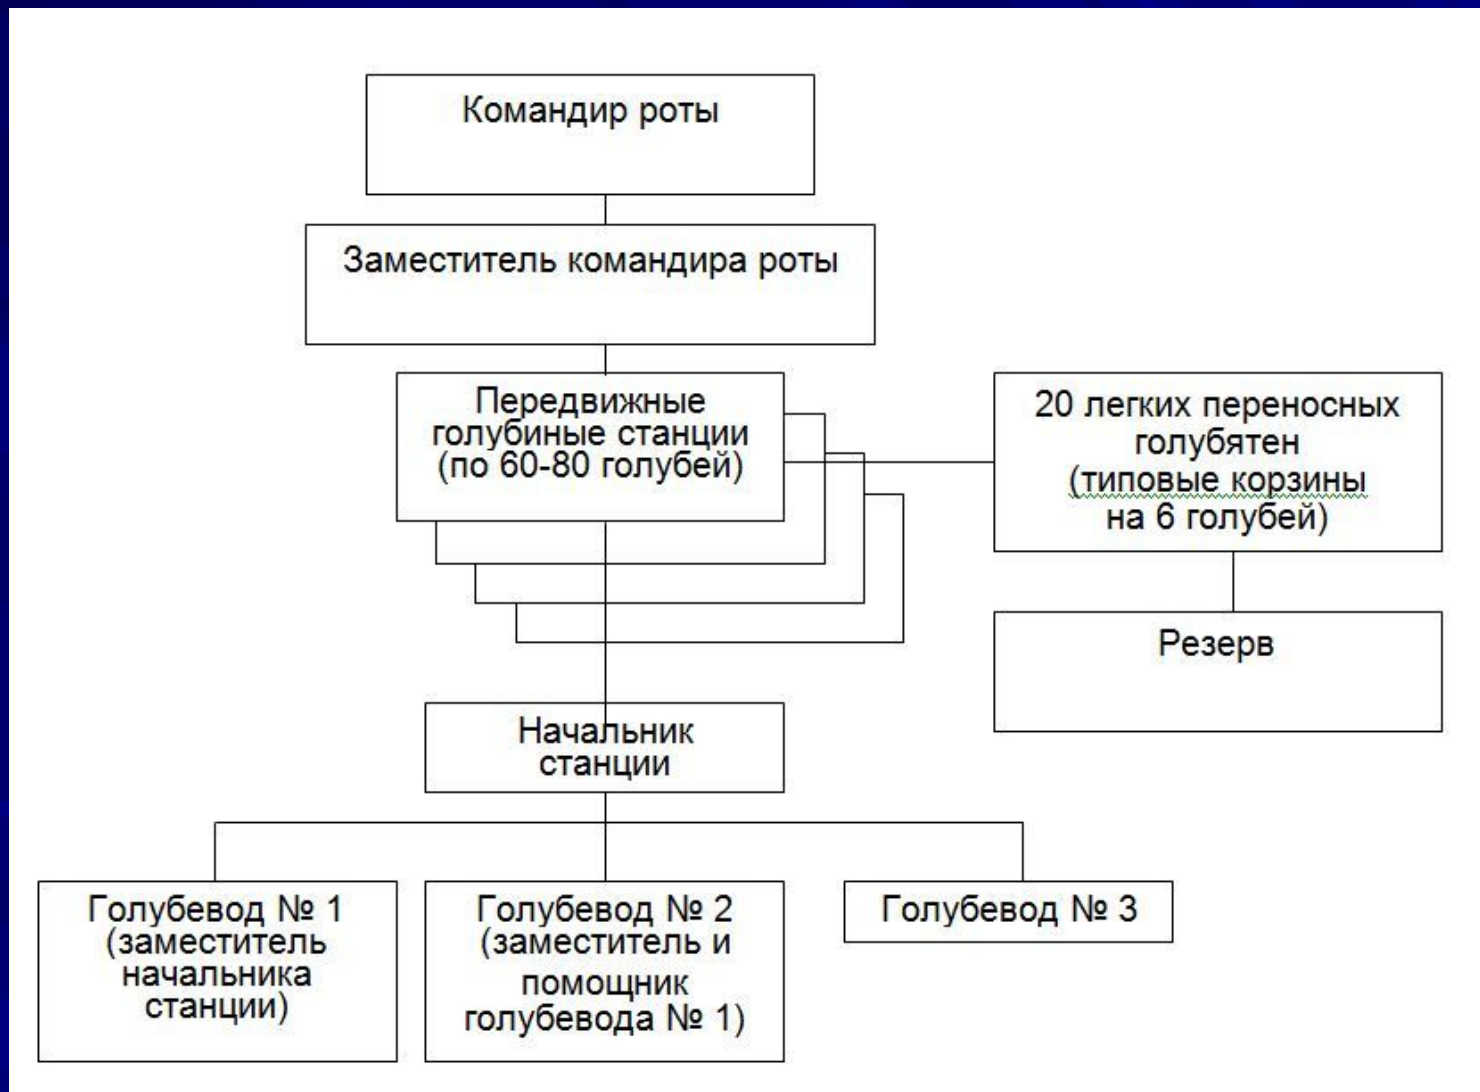 Командир роты
Заместитель командира роты
Передвижные
голубиные станции
(по 60-80 голубей)
20 легких переносных
голубятен
(типовые корзины
на 6 голубей)
Резерв
Начальник
станции
Голубевод № 1
(заместитель
начальника
станции)
Голубевод № 2
(заместитель и
помощник
голубевода № 1)
Голубевод № 3